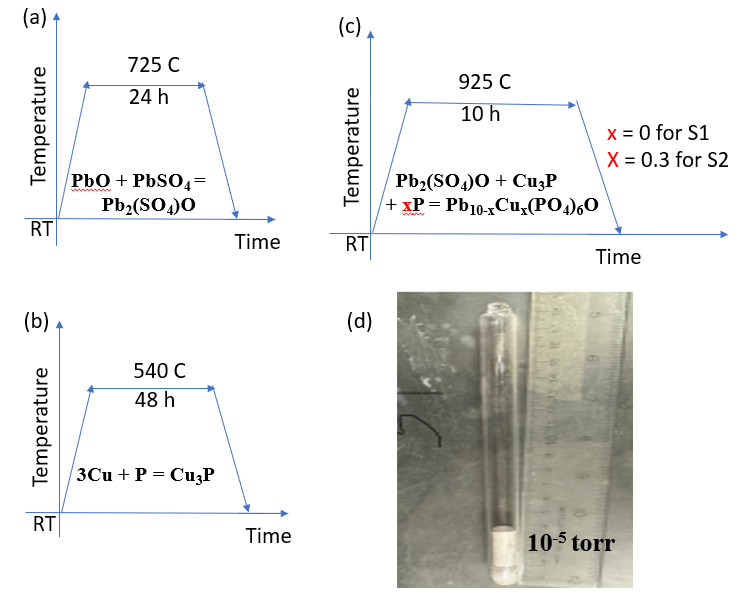 (a)
Temperature
725 C
24 h
PbO + PbSO₄ =
Pb₂(SO₄)O
RT
Time
(b)
Temperature
540 C
48 h
3Cu + P = Cu₃P
RT
Time
(c)
Temperature
925 C
10 h
x = 0 for S1
X = 0.3 for S2
Pb₂(SO₄)O + Cu₃P
+ xP = Pb₁₀₋ₓCuₓ(PO₄)₆O
RT
Time
(d)
10⁻⁵ torr